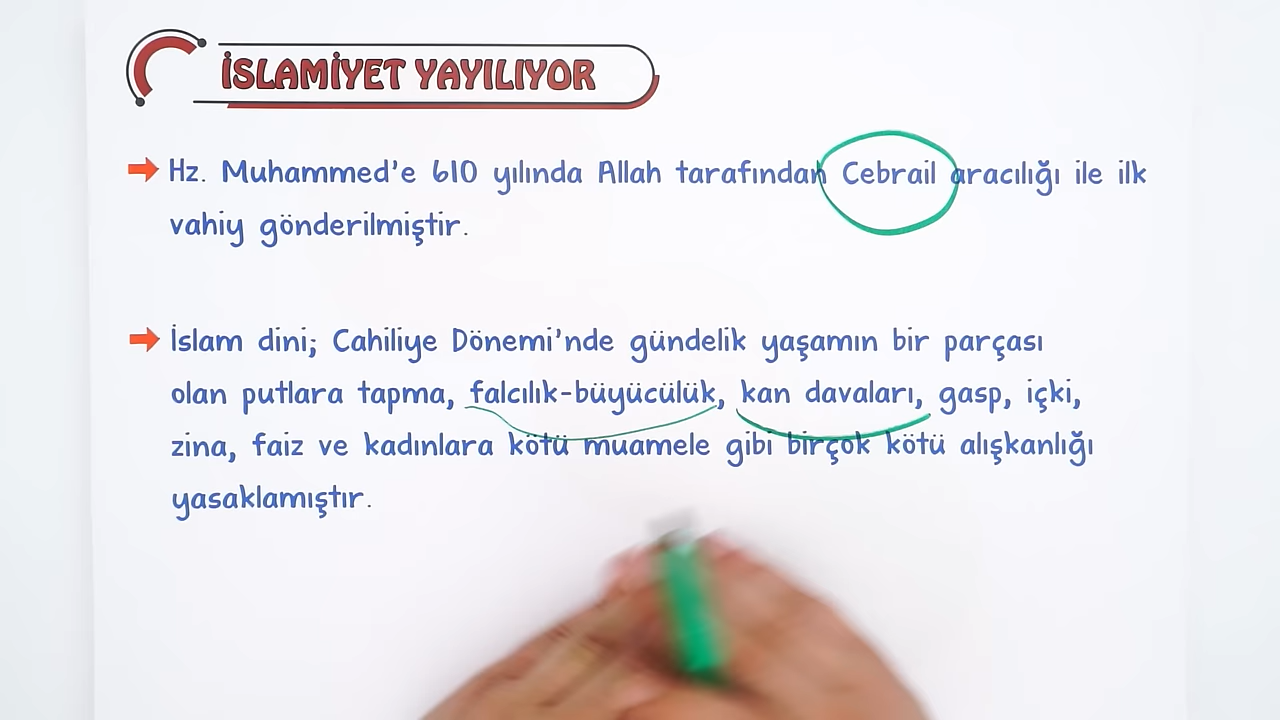 İSLAMİYET YAYILIYOR
Hz. Muhammed'e 610 yılında Allah tarafından Cebrail aracılığı ile ilk
vahiy gönderilmiştir.
İslam dini; Cahiliye Dönemi'nde gündelik yaşamın bir parçası
olan putlara tapma, falcılık-büyücülük, kan davaları, gasp, içki,
zina, faiz ve kadınlara kötü muamele gibi birçok kötü alışkanlığı
yasaklamıştır.